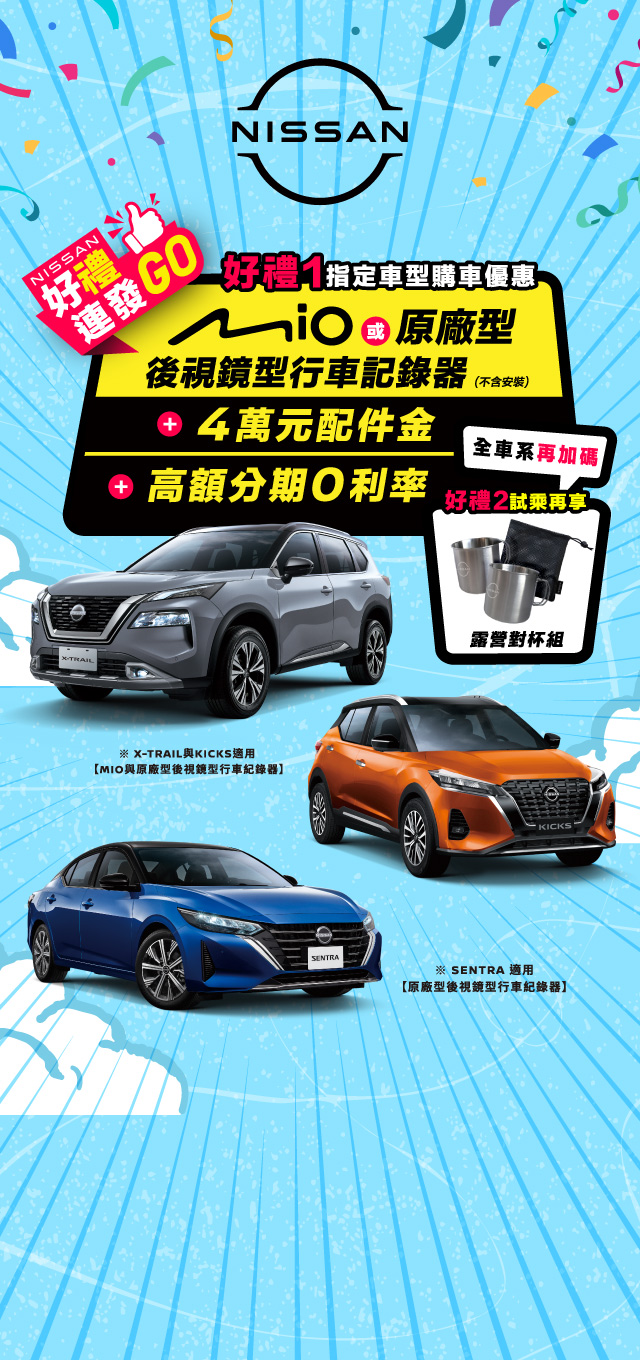 NISSAN
NISSAN
好禮
連發GO
好禮1指定車型購車優惠
Mio或原廠型
後視鏡型行車記錄器(不含安裝)
+ 4萬元配件金
+ 高額分期0利率
全車系再加碼
好禮2試乘再享
露營對杯組
X-TRAIL
※ X-TRAIL與KICKS適用
【MIO與原廠型後視鏡型行車紀錄器】
KICKS
SENTRA
※ SENTRA 適用
【原廠型後視鏡型行車紀錄器】